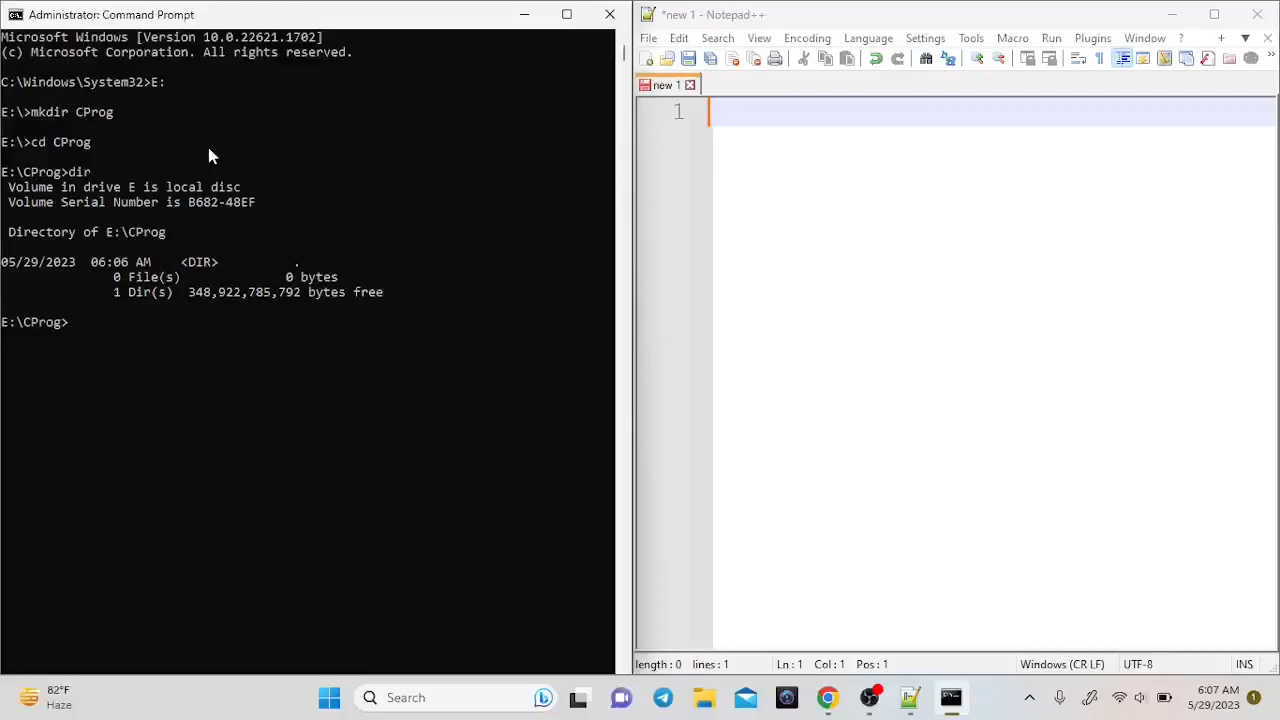 Administrator: Command Prompt
Microsoft Windows [Version 10.0.22621.1702]
(c) Microsoft Corporation. All rights reserved.
C:\Windows\System32>E:
E:\>mkdir CProg
E:\>cd CProg
E:\CProg>dir
Volume in drive E is local disc
Volume Serial Number is B682-48EF
Directory of E:\CProg
05/29/2023 06:06 AM <DIR> .
0 File(s) 0 bytes
1 Dir(s) 348,922,785,792 bytes free
E:\CProg>
*new 1 - Notepad++
File Edit Search View Encoding Language Settings Tools Macro Run Plugins Window ?
new 1
1
length : 0 lines : 1 Ln : 1 Col : 1 Pos : 1 Windows (CR LF) UTF-8 INS
82°F
Haze
Search
6:07 AM
5/29/2023
1